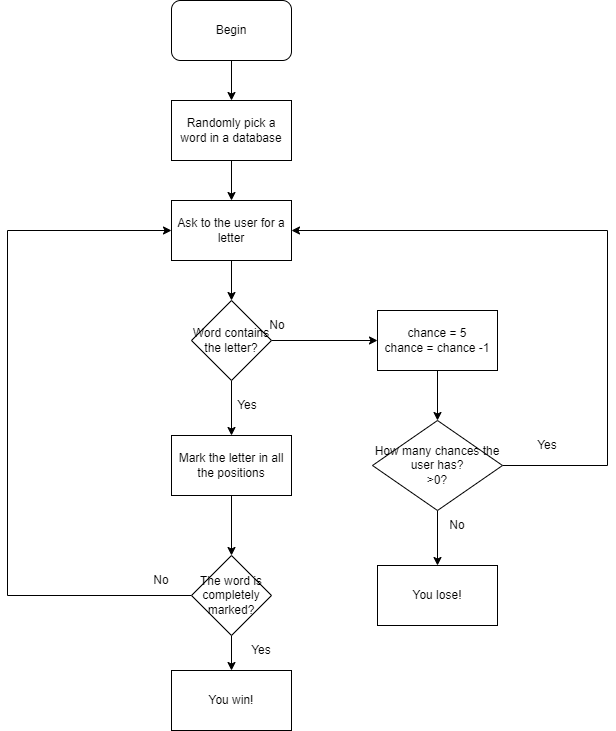 Begin
Randomly pick a
word in a database
Ask to the user for a
letter
Word contains
the letter?
No
chance = 5
chance = chance -1
Yes
How many chances the
user has?
>0?
Yes
Mark the letter in all
the positions
No
No
The word is
completely
marked?
You lose!
Yes
You win!